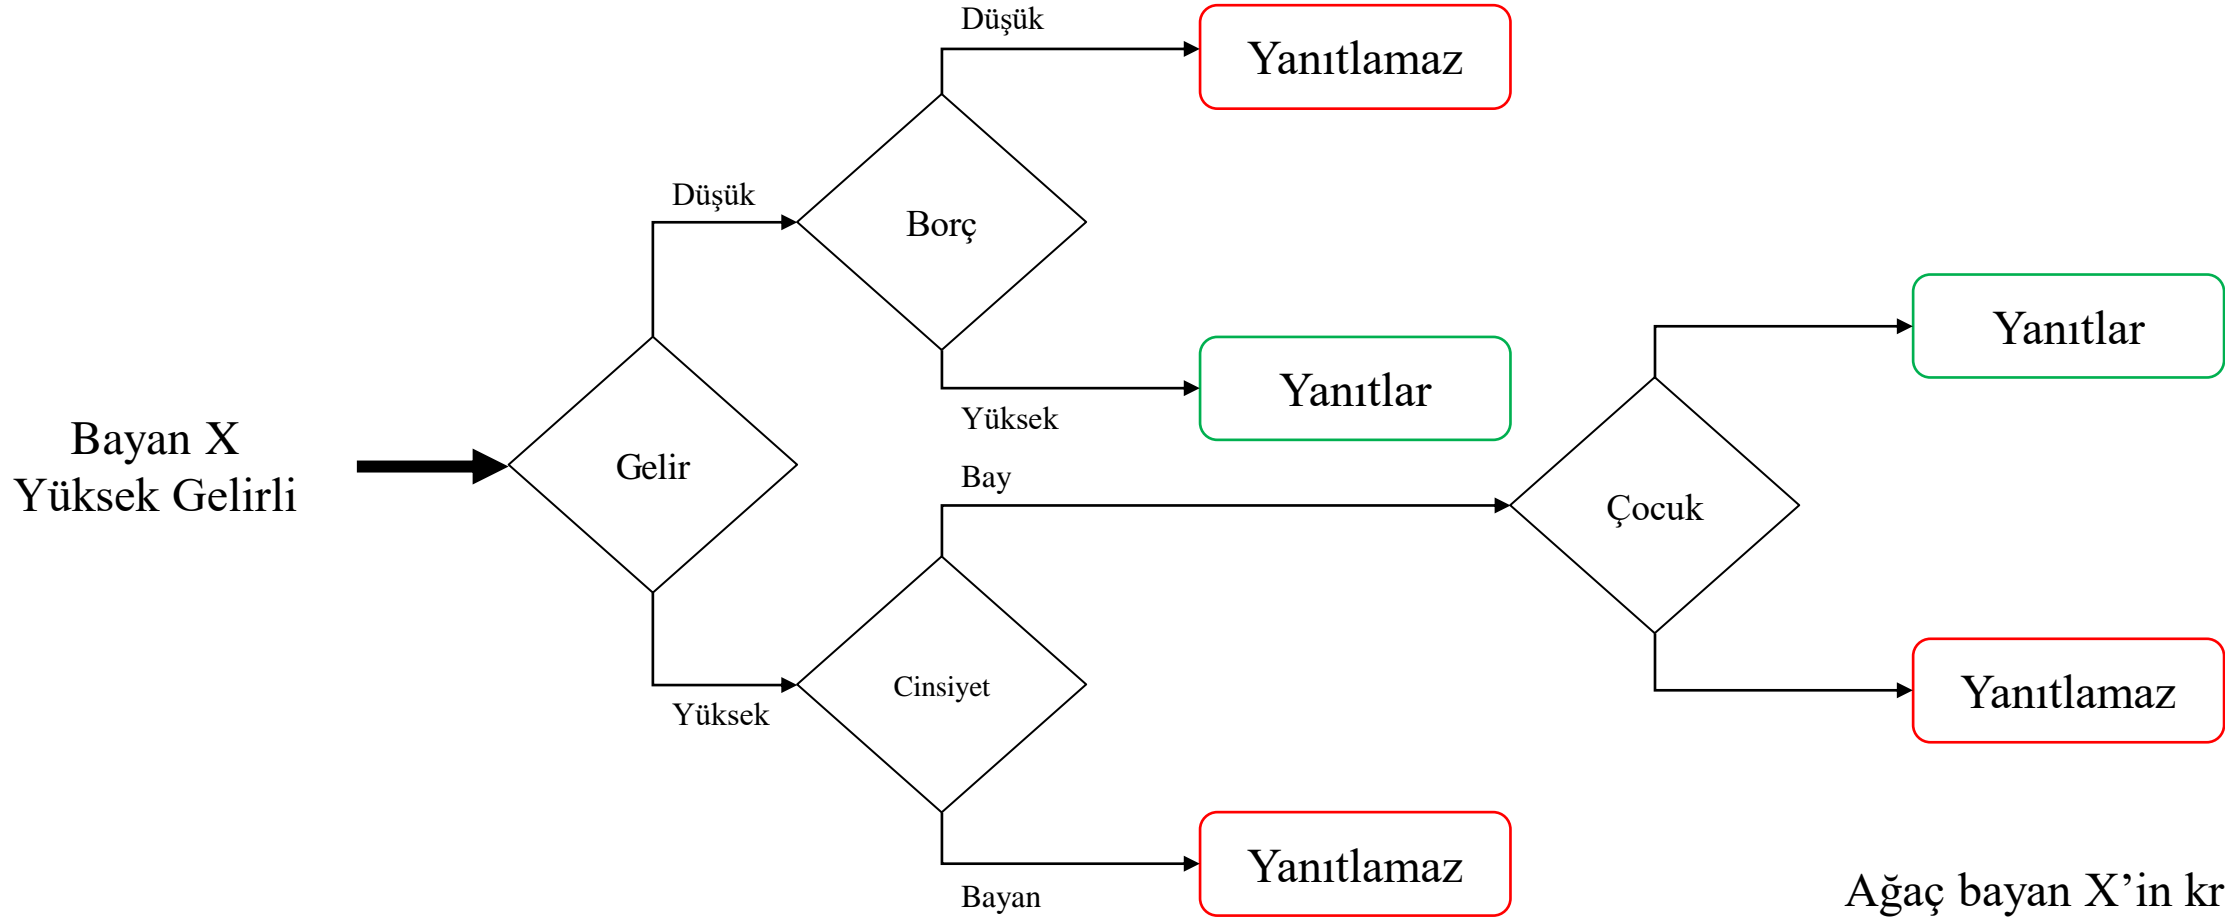 Düşük
Yanıtlamaz
Düşük
Borç
Yanıtlar
Yanıtlar
Yüksek
Bayan X
Yüksek Gelirli
Gelir
Bay
Çocuk
Cinsiyet
Yüksek
Yanıtlamaz
Yanıtlamaz
Bayan
Ağaç bayan X’in kr